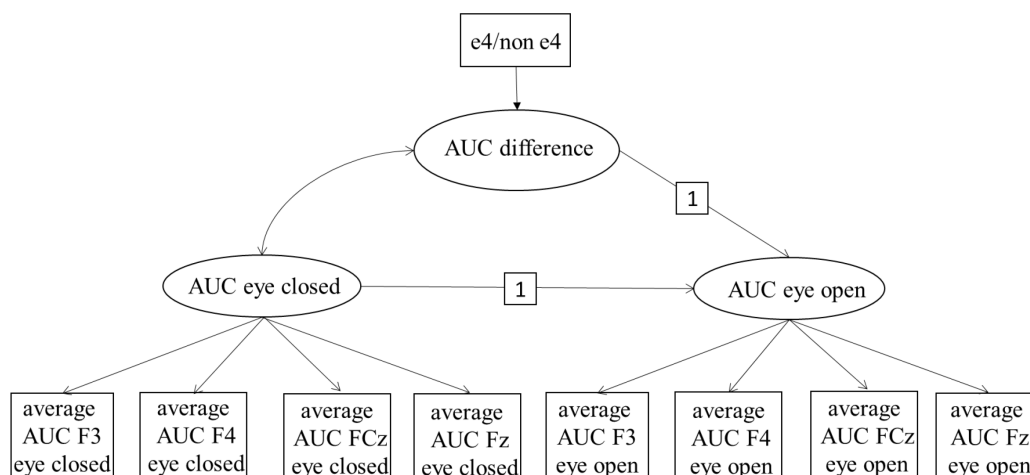 e4/non e4
AUC difference
1
AUC eye closed
1
AUC eye open
average
AUC F3
eye closed
average
AUC F4
eye closed
average
AUC FCz
eye closed
average
AUC Fz
eye closed
average
AUC F3
eye open
average
AUC F4
eye open
average
AUC FCz
eye open
average
AUC Fz
eye open